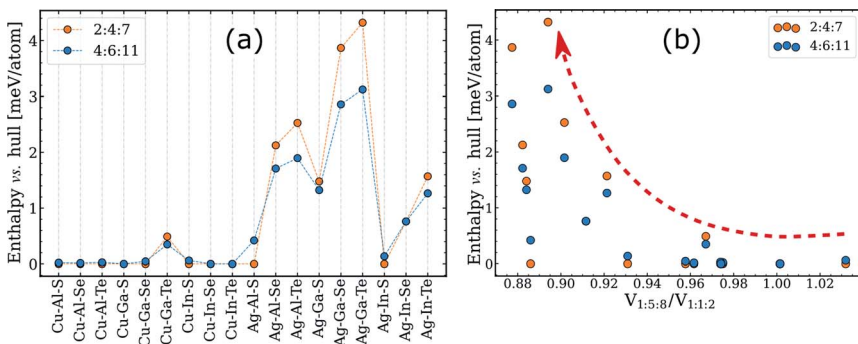 (a)
2:4:7
4:6:11
Enthalpy vs. hull [meV/atom]
4
3
2
1
0
Cu-Al-S
Cu-Al-Se
Cu-Al-Te
Cu-Ga-S
Cu-Ga-Se
Cu-Ga-Te
Cu-In-S
Cu-In-Se
Cu-In-Te
Ag-Al-S
Ag-Al-Se
Ag-Al-Te
Ag-Ga-S
Ag-Ga-Se
Ag-Ga-Te
Ag-In-S
Ag-In-Se
Ag-In-Te
(b)
2:4:7
4:6:11
Enthalpy vs. hull [meV/atom]
4
3
2
1
0
0.88 0.90 0.92 0.94 0.96 0.98 1.00 1.02
V1:5:8/V1:1:2